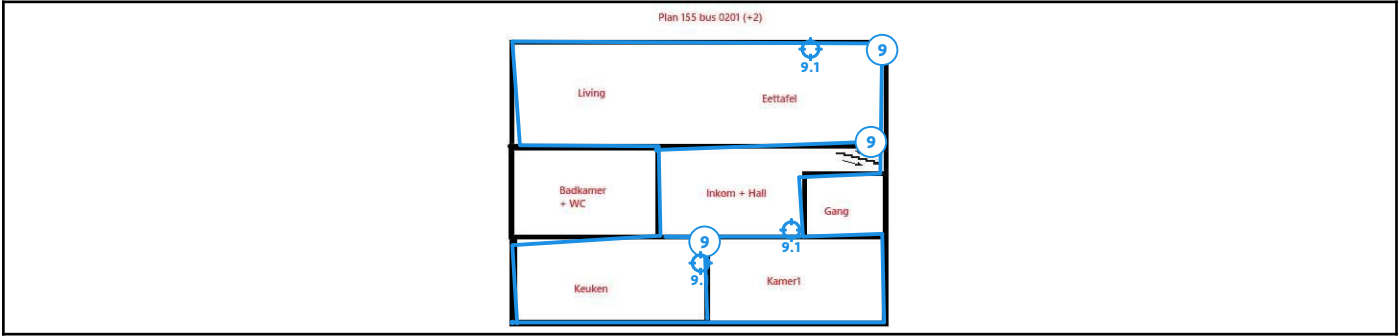 Plan 155 bus 0201 (+2)
9
9.1
Living
Eettafel
9
Badkamer
+ WC
Inkom + Hall
Gang
9.1
9
9.
Keuken
Kamer1